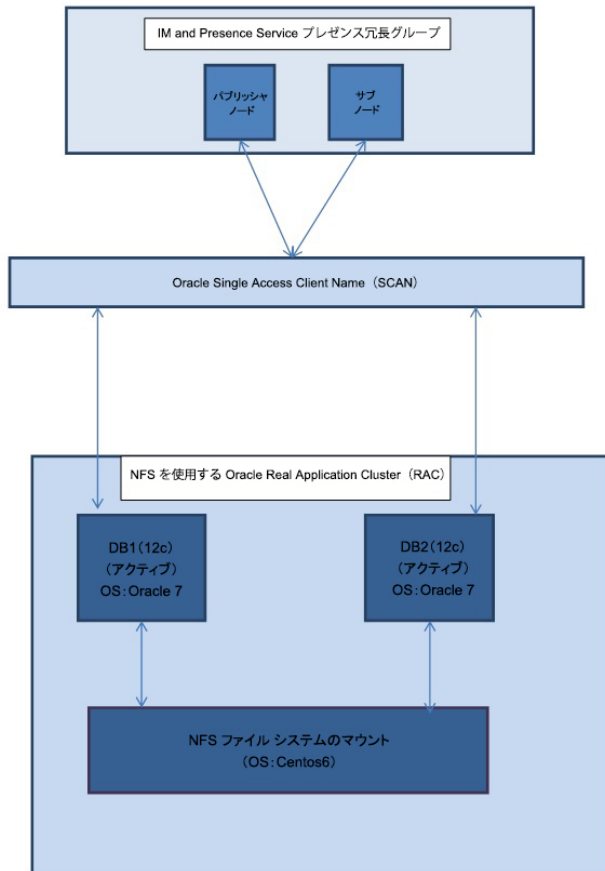 IM and Presence Service プレゼンス冗長グループ
パブリッシャ
ノード
サブ
ノード
Oracle Single Access Client Name（SCAN）
NFS を使用する Oracle Real Application Cluster（RAC）
DB1（12c）
（アクティブ）
OS：Oracle 7
DB2（12c）
（アクティブ）
OS：Oracle 7
NFS ファイル システムのマウント
（OS：Centos6）